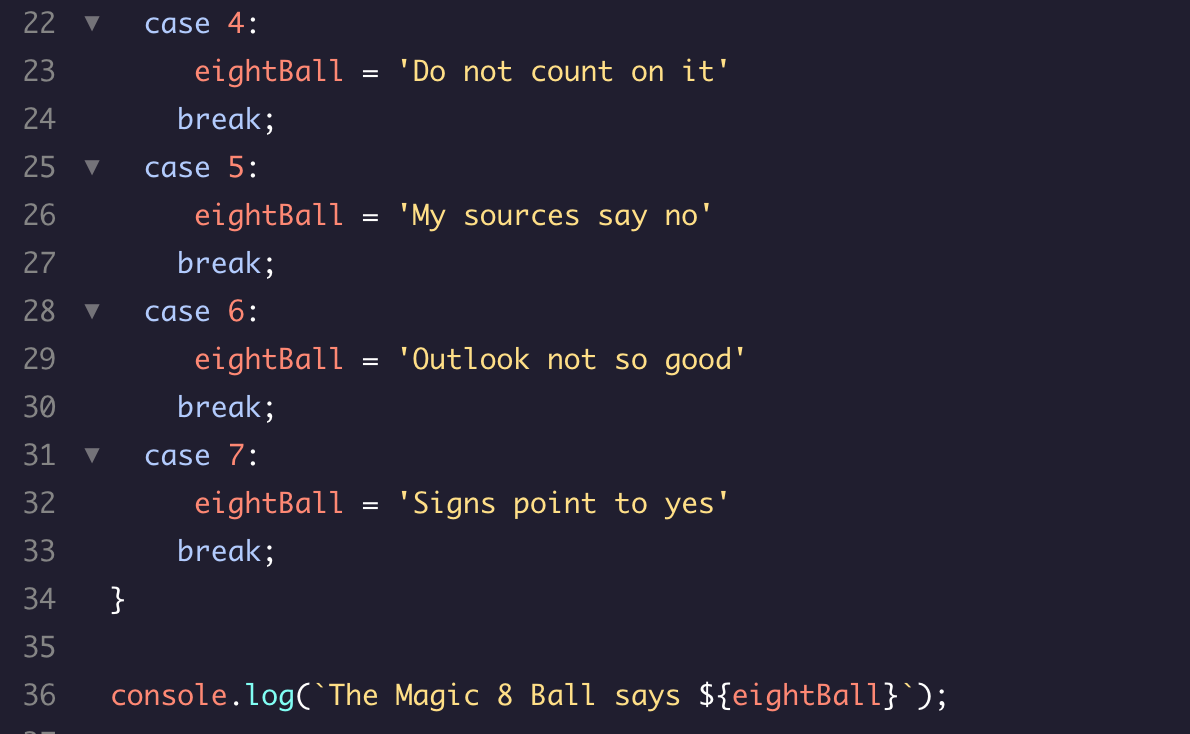 22 ▼ case 4:
23 eightBall = 'Do not count on it'
24 break;
25 ▼ case 5:
26 eightBall = 'My sources say no'
27 break;
28 ▼ case 6:
29 eightBall = 'Outlook not so good'
30 break;
31 ▼ case 7:
32 eightBall = 'Signs point to yes'
33 break;
34 }
35
36 console.log(`The Magic 8 Ball says ${eightBall}`);